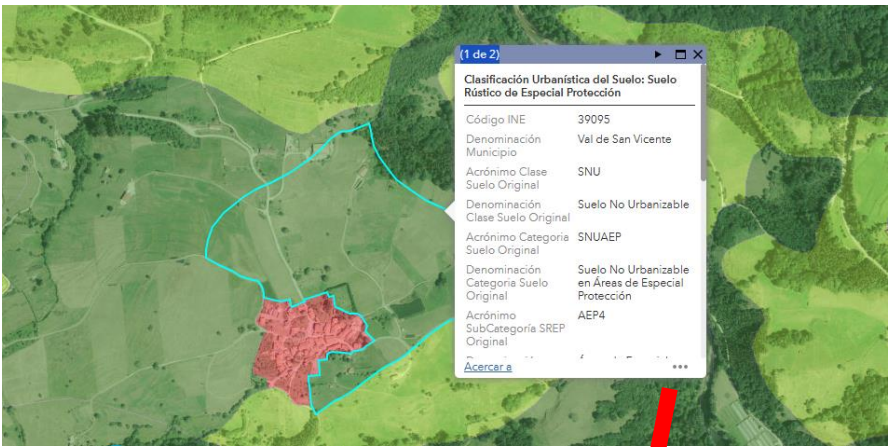 (1 de 2)
Clasificación Urbanística del Suelo: Suelo
Rústico de Especial Protección
Código INE 39095
Denominación Val de San Vicente
Municipio
Acrónimo Clase SNU
Suelo Original
Denominación Suelo No Urbanizable
Clase Suelo Original
Acrónimo Categoria SNUAEP
Suelo Original
Denominación Suelo No Urbanizable
Categoria Suelo en Áreas de Especial
Original Protección
Acrónimo AEP4
SubCategoría SREP
Original
Acercar a